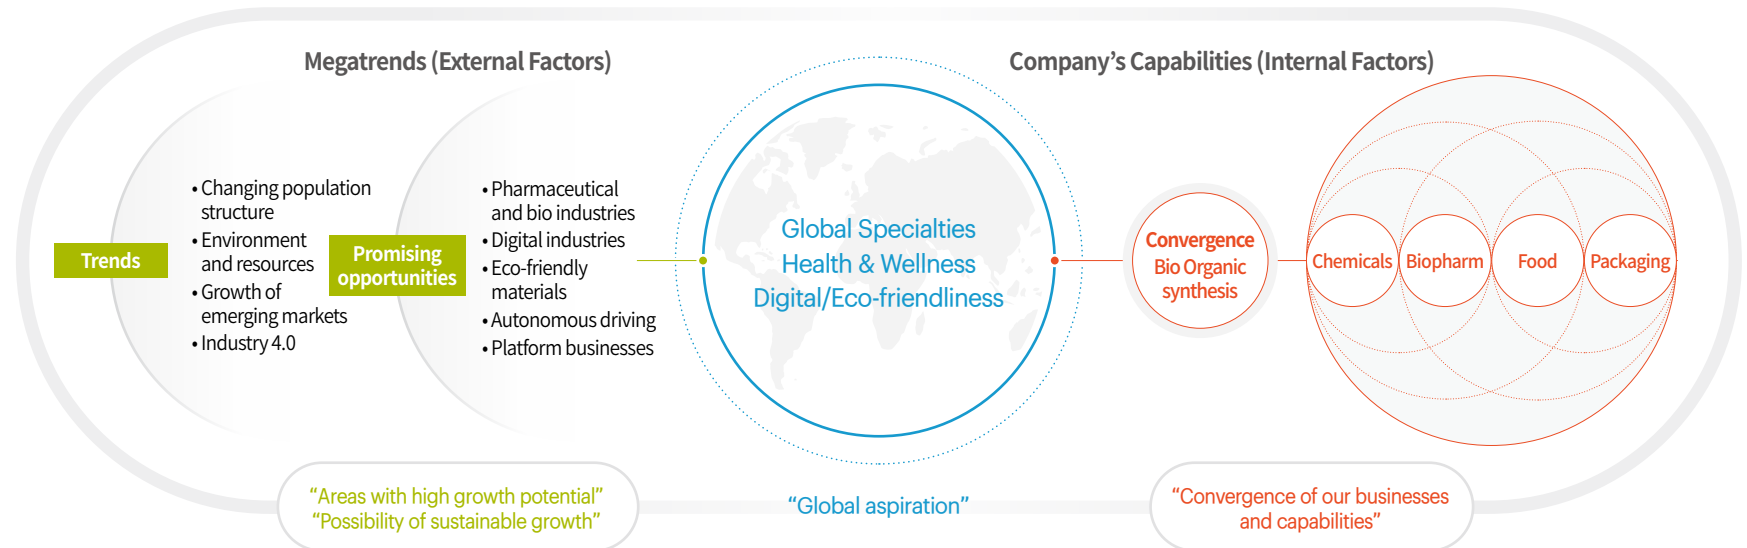 Megatrends (External Factors)
Trends
• Changing population
structure
• Environment
and resources
• Growth of
emerging markets
• Industry 4.0
Promising
opportunities
• Pharmaceutical
and bio industries
• Digital industries
• Eco-friendly
materials
• Autonomous driving
• Platform businesses
“Areas with high growth potential”
“Possibility of sustainable growth”
Global Specialties
Health & Wellness
Digital/Eco-friendliness
“Global aspiration”
Company’s Capabilities (Internal Factors)
Convergence
Bio Organic
synthesis
Chemicals
Biopharm
Food
Packaging
“Convergence of our businesses
and capabilities”